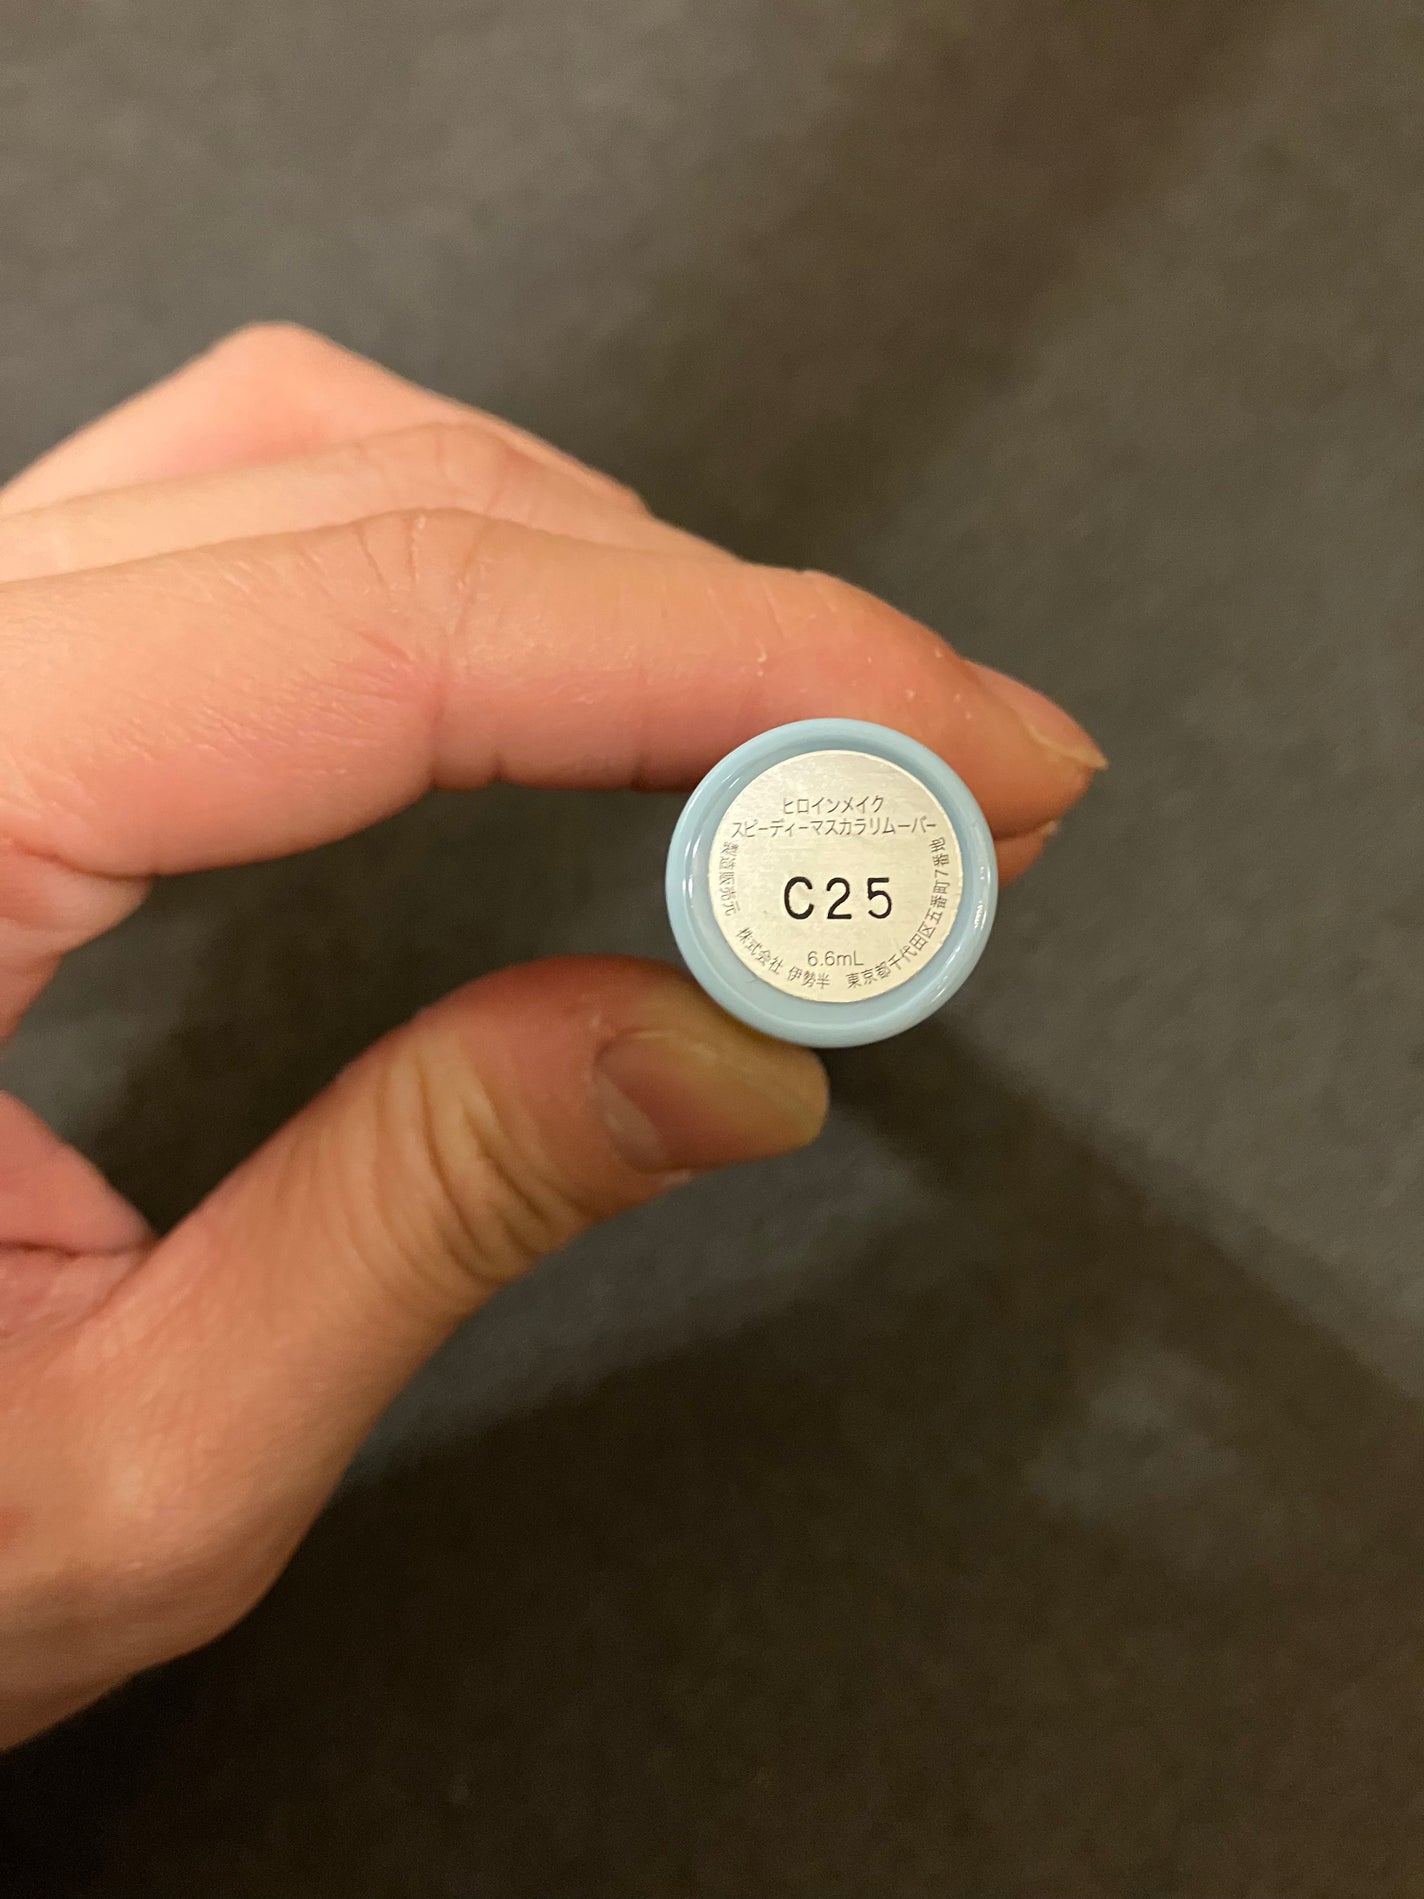 ヒロインメイク
スピーディーマスカラリムーバー
C25
6.6mL
製造販売元 株式会社 伊勢半 東京都千代田区五番町7番地